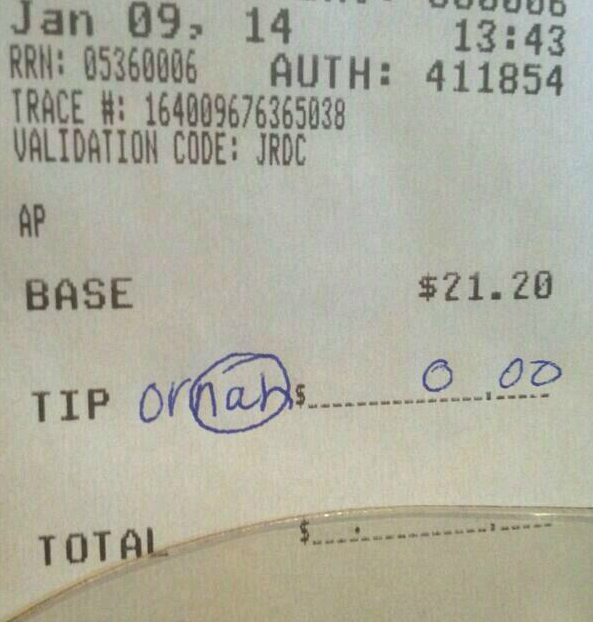 Jan 09, 14 13:43
RRN: 05360006 AUTH: 411854
TRACE #: 164009676365038
VALIDATION CODE: JRDC
AP
BASE $21.20
TIP or nah $ 0.00
TOTAL $